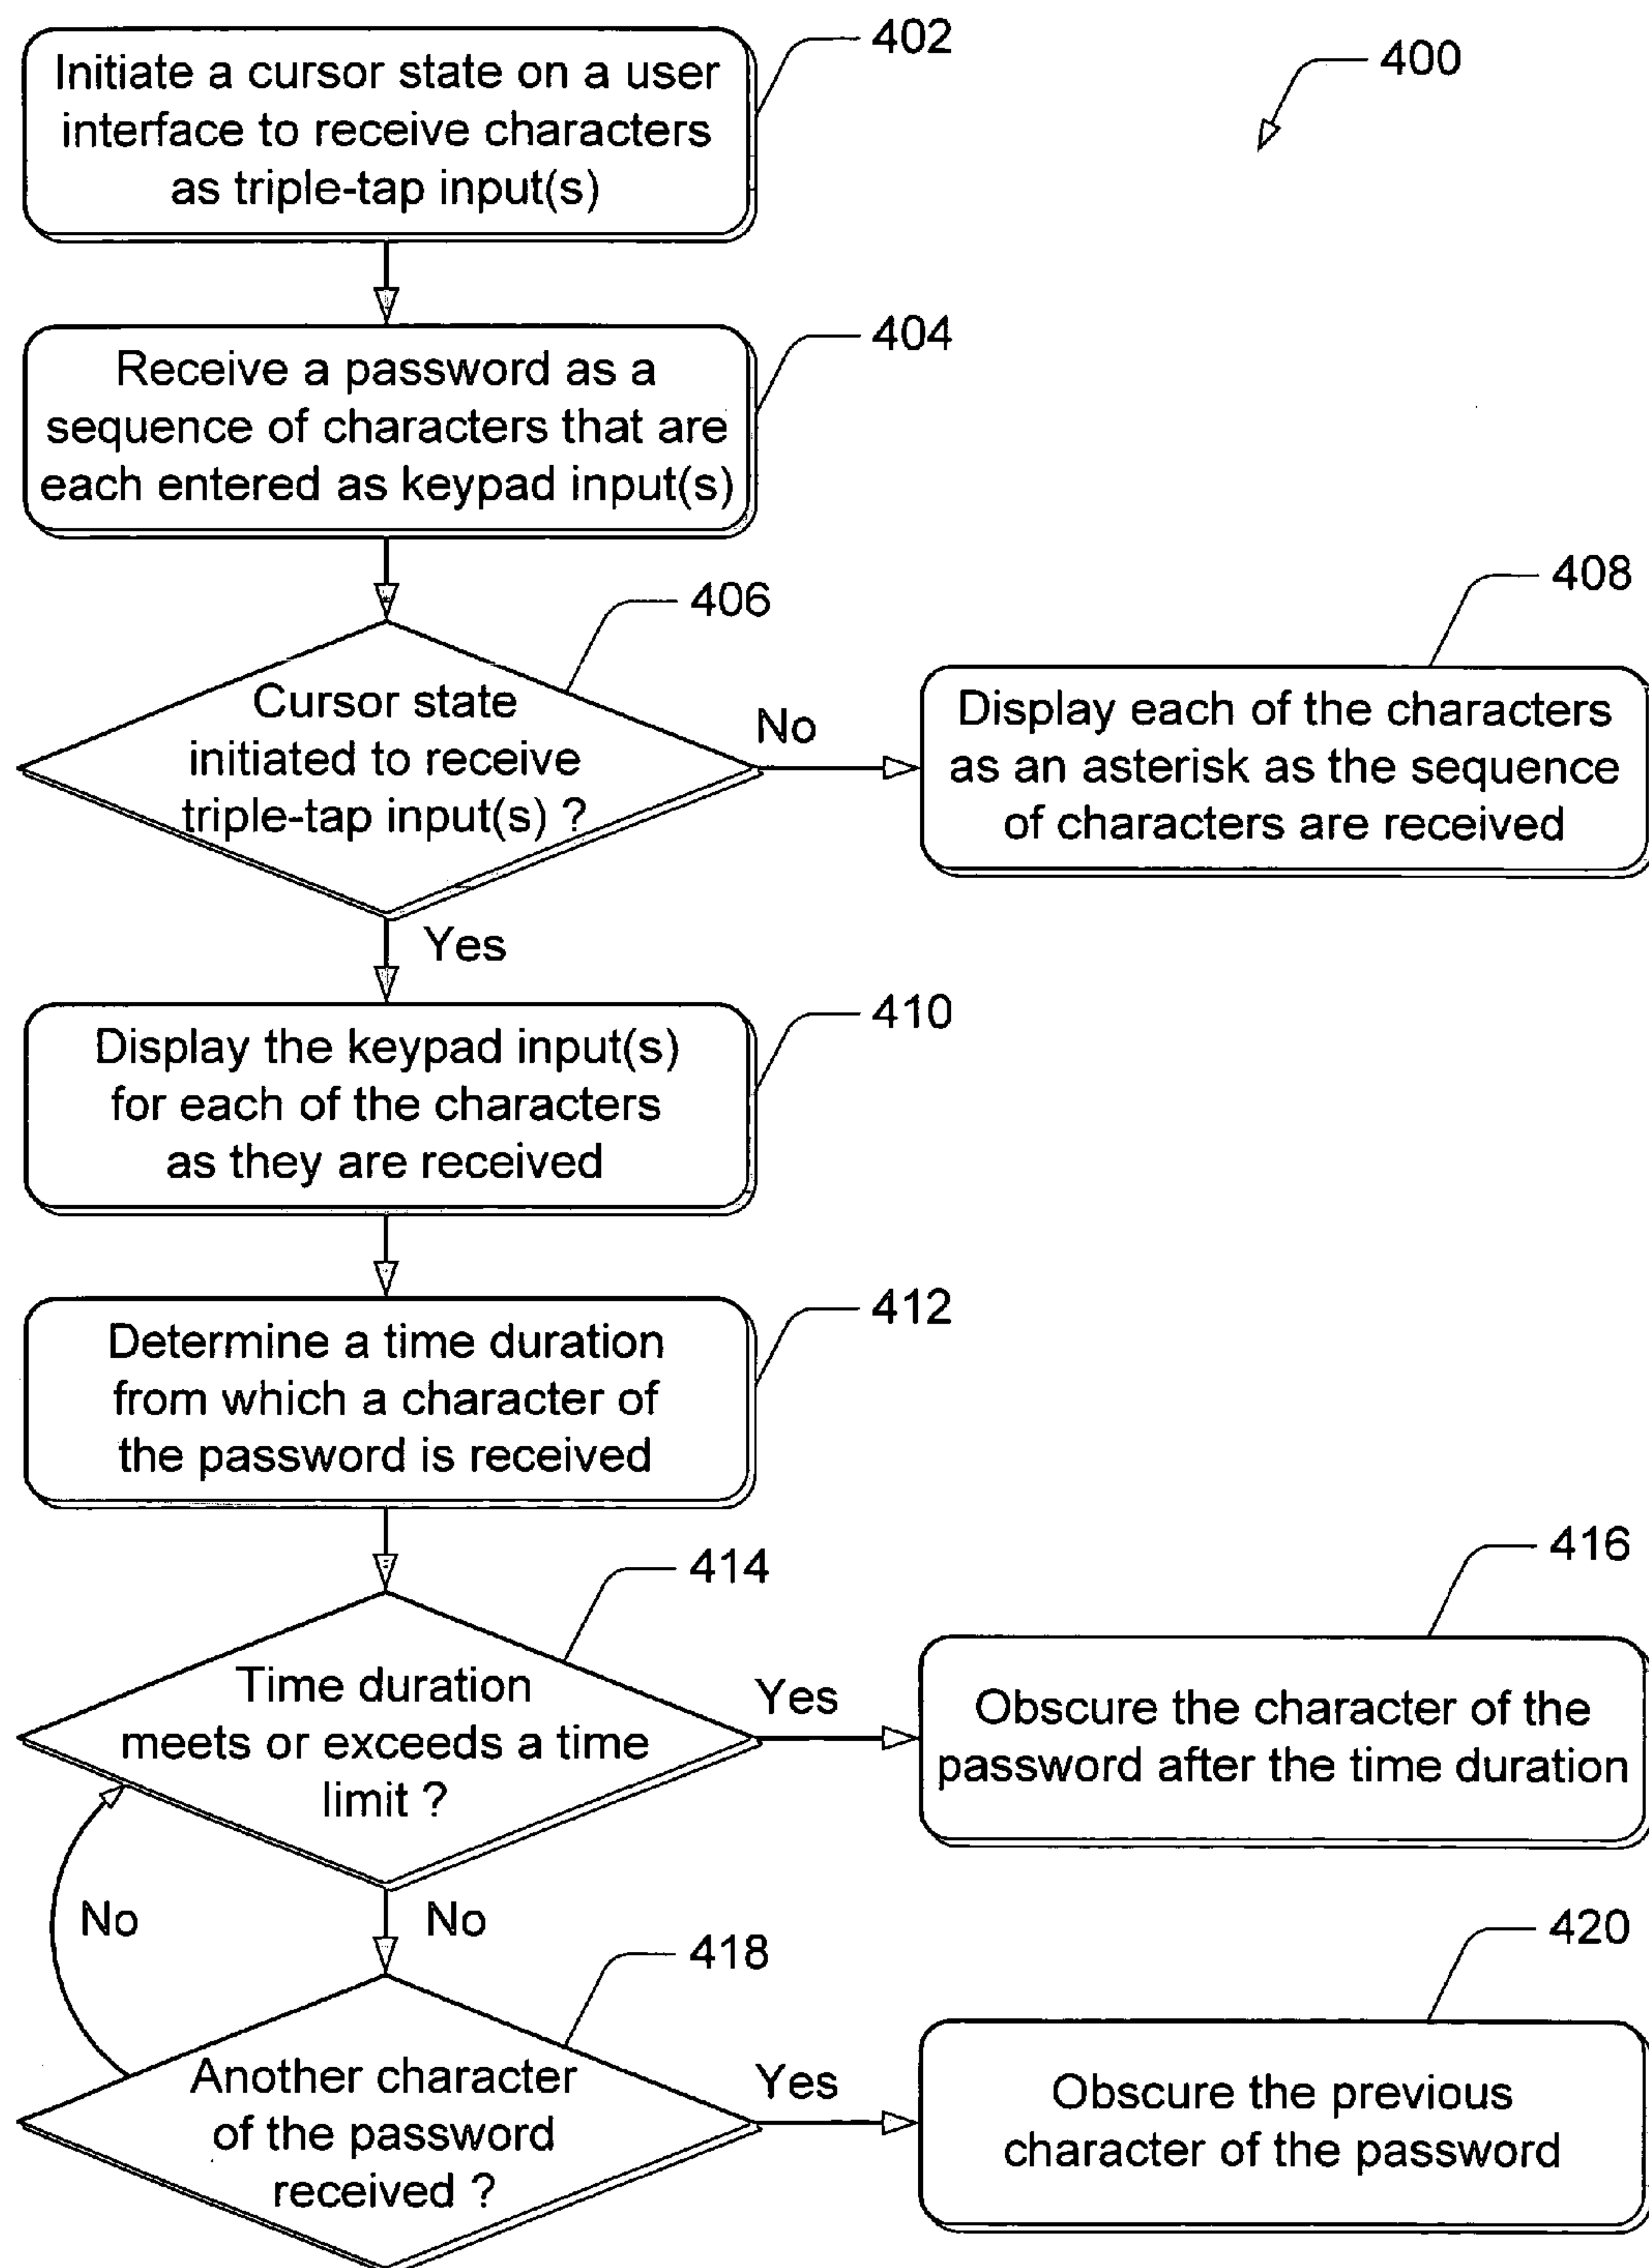 402
400
Initiate a cursor state on a user
interface to receive characters
as triple-tap input(s)
404
Receive a password as a
sequence of characters that are
each entered as keypad input(s)
406
408
Cursor state
initiated to receive
triple-tap input(s) ?
No
Display each of the characters
as an asterisk as the sequence
of characters are received
Yes
410
Display the keypad input(s)
for each of the characters
as they are received
412
Determine a time duration
from which a character of
the password is received
414
416
Time duration
meets or exceeds a time
limit ?
Yes
Obscure the character of the
password after the time duration
No
No
418
420
Another character
of the password
received ?
Yes
Obscure the previous
character of the password